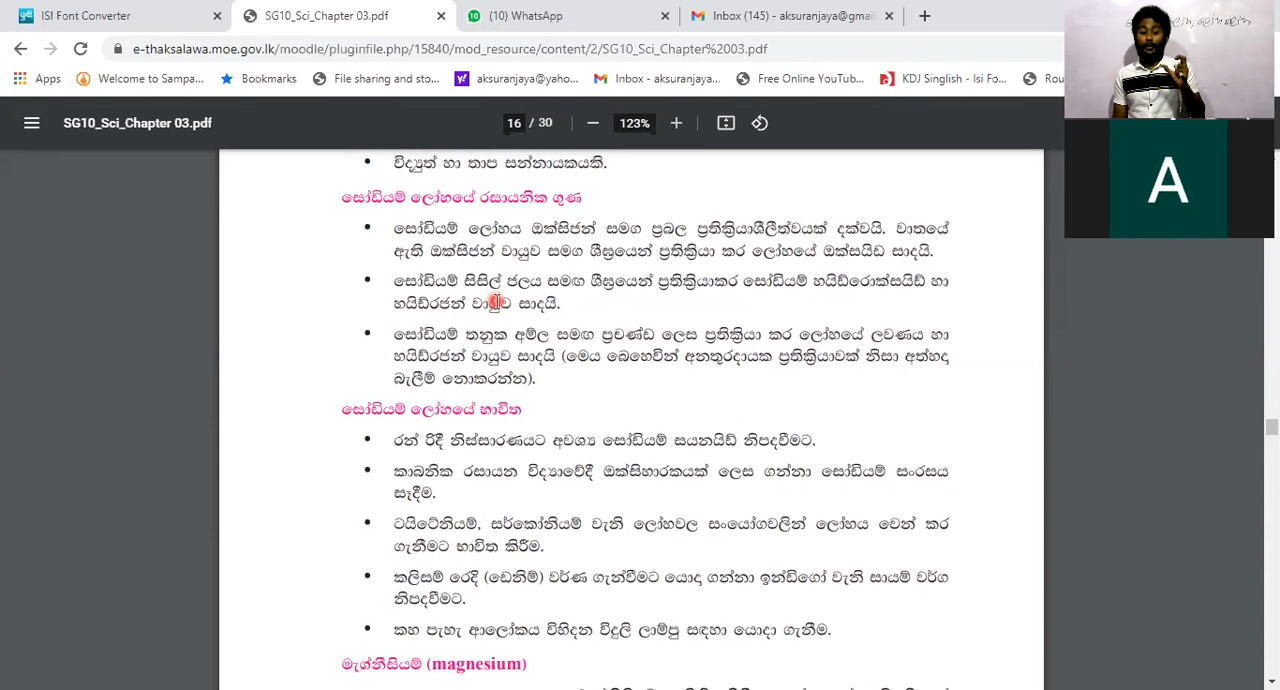 ISI Font Converter
SG10_Sci_Chapter 03.pdf
(10) WhatsApp
Inbox (145) - aksuranjaya@gmai
e-thaksalawa.moe.gov.lk/moodle/pluginfile.php/15840/mod_resource/content/2/SG10_Sci_Chapter%2003.pdf
Apps
Welcome to Sampa...
Bookmarks
File sharing and sto...
aksuranjaya@yaho...
Inbox - aksuranjaya...
Free Online YouTub...
KDJ Singlish - Isi Fo...
Rou
SG10_Sci_Chapter 03.pdf
16 / 30
123%
A
• විද්‍යුත් හා තාප සන්නායකයකි.
සෝඩියම් ලෝහයේ රසායනික ගුණ
• සෝඩියම් ලෝහය ඔක්සිජන් සමග ප්‍රබල ප්‍රතික්‍රියාශීලීත්වයක් දක්වයි. වාතයේ
ඇති ඔක්සිජන් වායුව සමග ශීඝ්‍රයෙන් ප්‍රතික්‍රියා කර ලෝහයේ ඔක්සයිඩ සාදයි.
• සෝඩියම් සිසිල් ජලය සමඟ ශීඝ්‍රයෙන් ප්‍රතික්‍රියාකර සෝඩියම් හයිඩ්රොක්සයිඩ් හා
හයිඩ්රජන් වායුව සාදයි.
• සෝඩියම් තනුක අම්ල සමඟ ප්‍රචණ්ඩ ලෙස ප්‍රතික්‍රියා කර ලෝහයේ ලවණය හා
හයිඩ්රජන් වායුව සාදයි (මෙය බෙහෙවින් අනතුරදායක ප්‍රතික්‍රියාවක් නිසා අත්හදා
බැලීම් නොකරන්න).
සෝඩියම් ලෝහයේ භාවිත
• රන් රිදී නිස්සාරණයට අවශ්‍ය සෝඩියම් සයනයිඩ් නිපදවීමට.
• කාබනික රසායන විද්‍යාවේදී ඔක්සිහාරකයක් ලෙස ගන්නා සෝඩියම් සංරසය
සෑදීම.
• ටයිටේනියම්, සර්කෝනියම් වැනි ලෝහවල සංයෝගවලින් ලෝහය වෙන් කර
ගැනීමට භාවිත කිරීම.
• කලිසම් රෙදි (ඩෙනිම්) වර්ණ ගැන්වීමට යොදා ගන්නා ඉන්ඩිගෝ වැනි සායම් වර්ග
නිපදවීමට.
• කහ පැහැ ආලෝකය විහිදන විදුලි ලාම්පු සඳහා යොදා ගැනීම.
මැග්නීසියම් (magnesium)